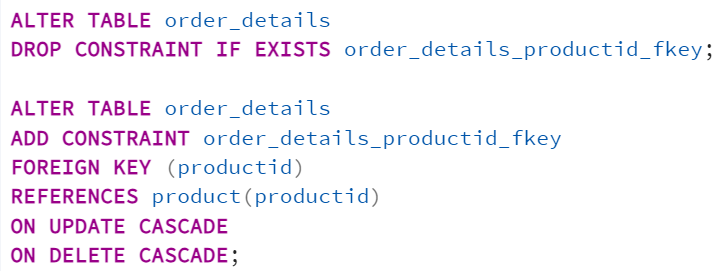 ALTER TABLE order_details
DROP CONSTRAINT IF EXISTS order_details_productid_fkey;
ALTER TABLE order_details
ADD CONSTRAINT order_details_productid_fkey
FOREIGN KEY (productid)
REFERENCES product(productid)
ON UPDATE CASCADE
ON DELETE CASCADE;